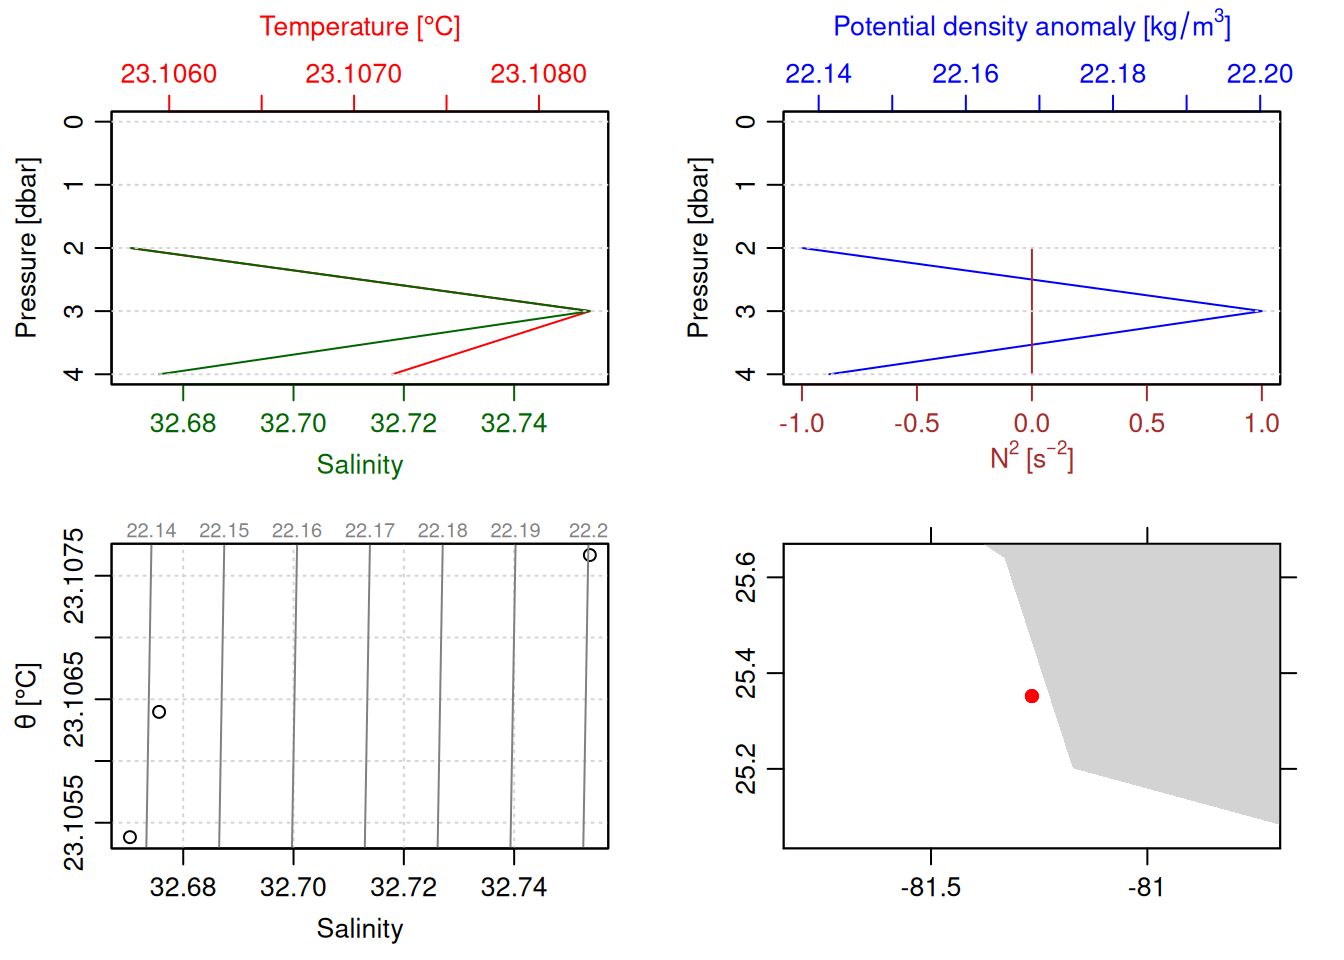 Temperature [°C]
23.1060 23.1070 23.1080
Pressure [dbar]
0
1
2
3
4
32.68 32.70 32.72 32.74
Salinity
Potential density anomaly [kg/m³]
22.14 22.16 22.18 22.20
Pressure [dbar]
0
1
2
3
4
-1.0 -0.5 0.0 0.5 1.0
N² [s⁻²]
22.14 22.15 22.16 22.17 22.18 22.19 22.2
θ [°C]
23.1075
23.1065
23.1055
32.68 32.70 32.72 32.74
Salinity
25.6
25.4
25.2
-81.5 -81